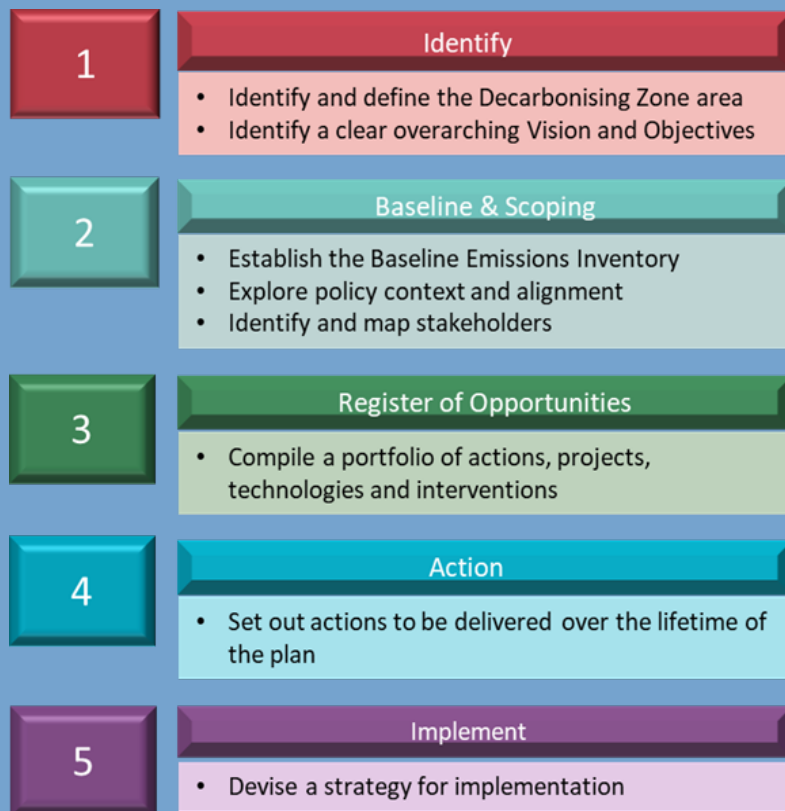 1
Identify
• Identify and define the Decarbonising Zone area
• Identify a clear overarching Vision and Objectives
2
Baseline & Scoping
• Establish the Baseline Emissions Inventory
• Explore policy context and alignment
• Identify and map stakeholders
3
Register of Opportunities
• Compile a portfolio of actions, projects,
technologies and interventions
4
Action
• Set out actions to be delivered over the lifetime of
the plan
5
Implement
• Devise a strategy for implementation